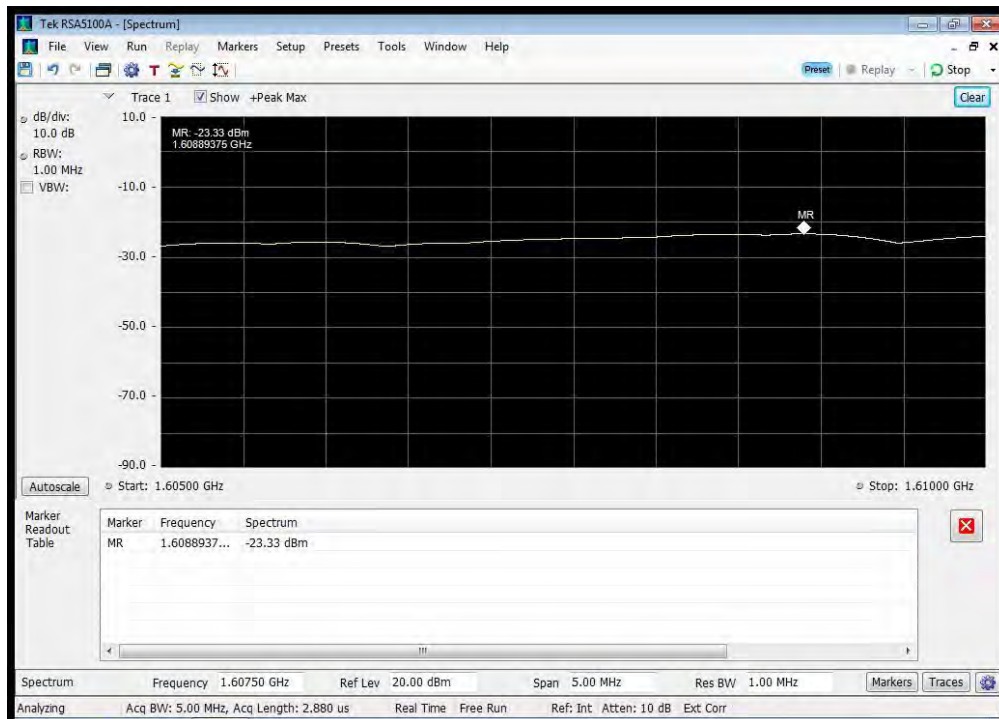 Tek RSA5100A - [Spectrum]
File View Run Replay Markers Setup Presets Tools Window Help
T
Preset Replay Stop
Trace 1 Show +Peak Max Clear
dB/div:
10.0 dB
RBW:
1.00 MHz
VBW:
10.0
MR: -23.33 dBm
1.60889375 GHz
-10.0
MR
-30.0
-50.0
-70.0
-90.0
Autoscale Start: 1.60500 GHz Stop: 1.61000 GHz
Marker
Readout
Table
Marker Frequency Spectrum
MR 1.6088937... -23.33 dBm
Spectrum Frequency 1.60750 GHz Ref Lev 20.00 dBm Span 5.00 MHz Res BW 1.00 MHz Markers Traces
Analyzing Acq BW: 5.00 MHz, Acq Length: 2.880 us Real Time Free Run Ref: Int Atten: 10 dB Ext Corr